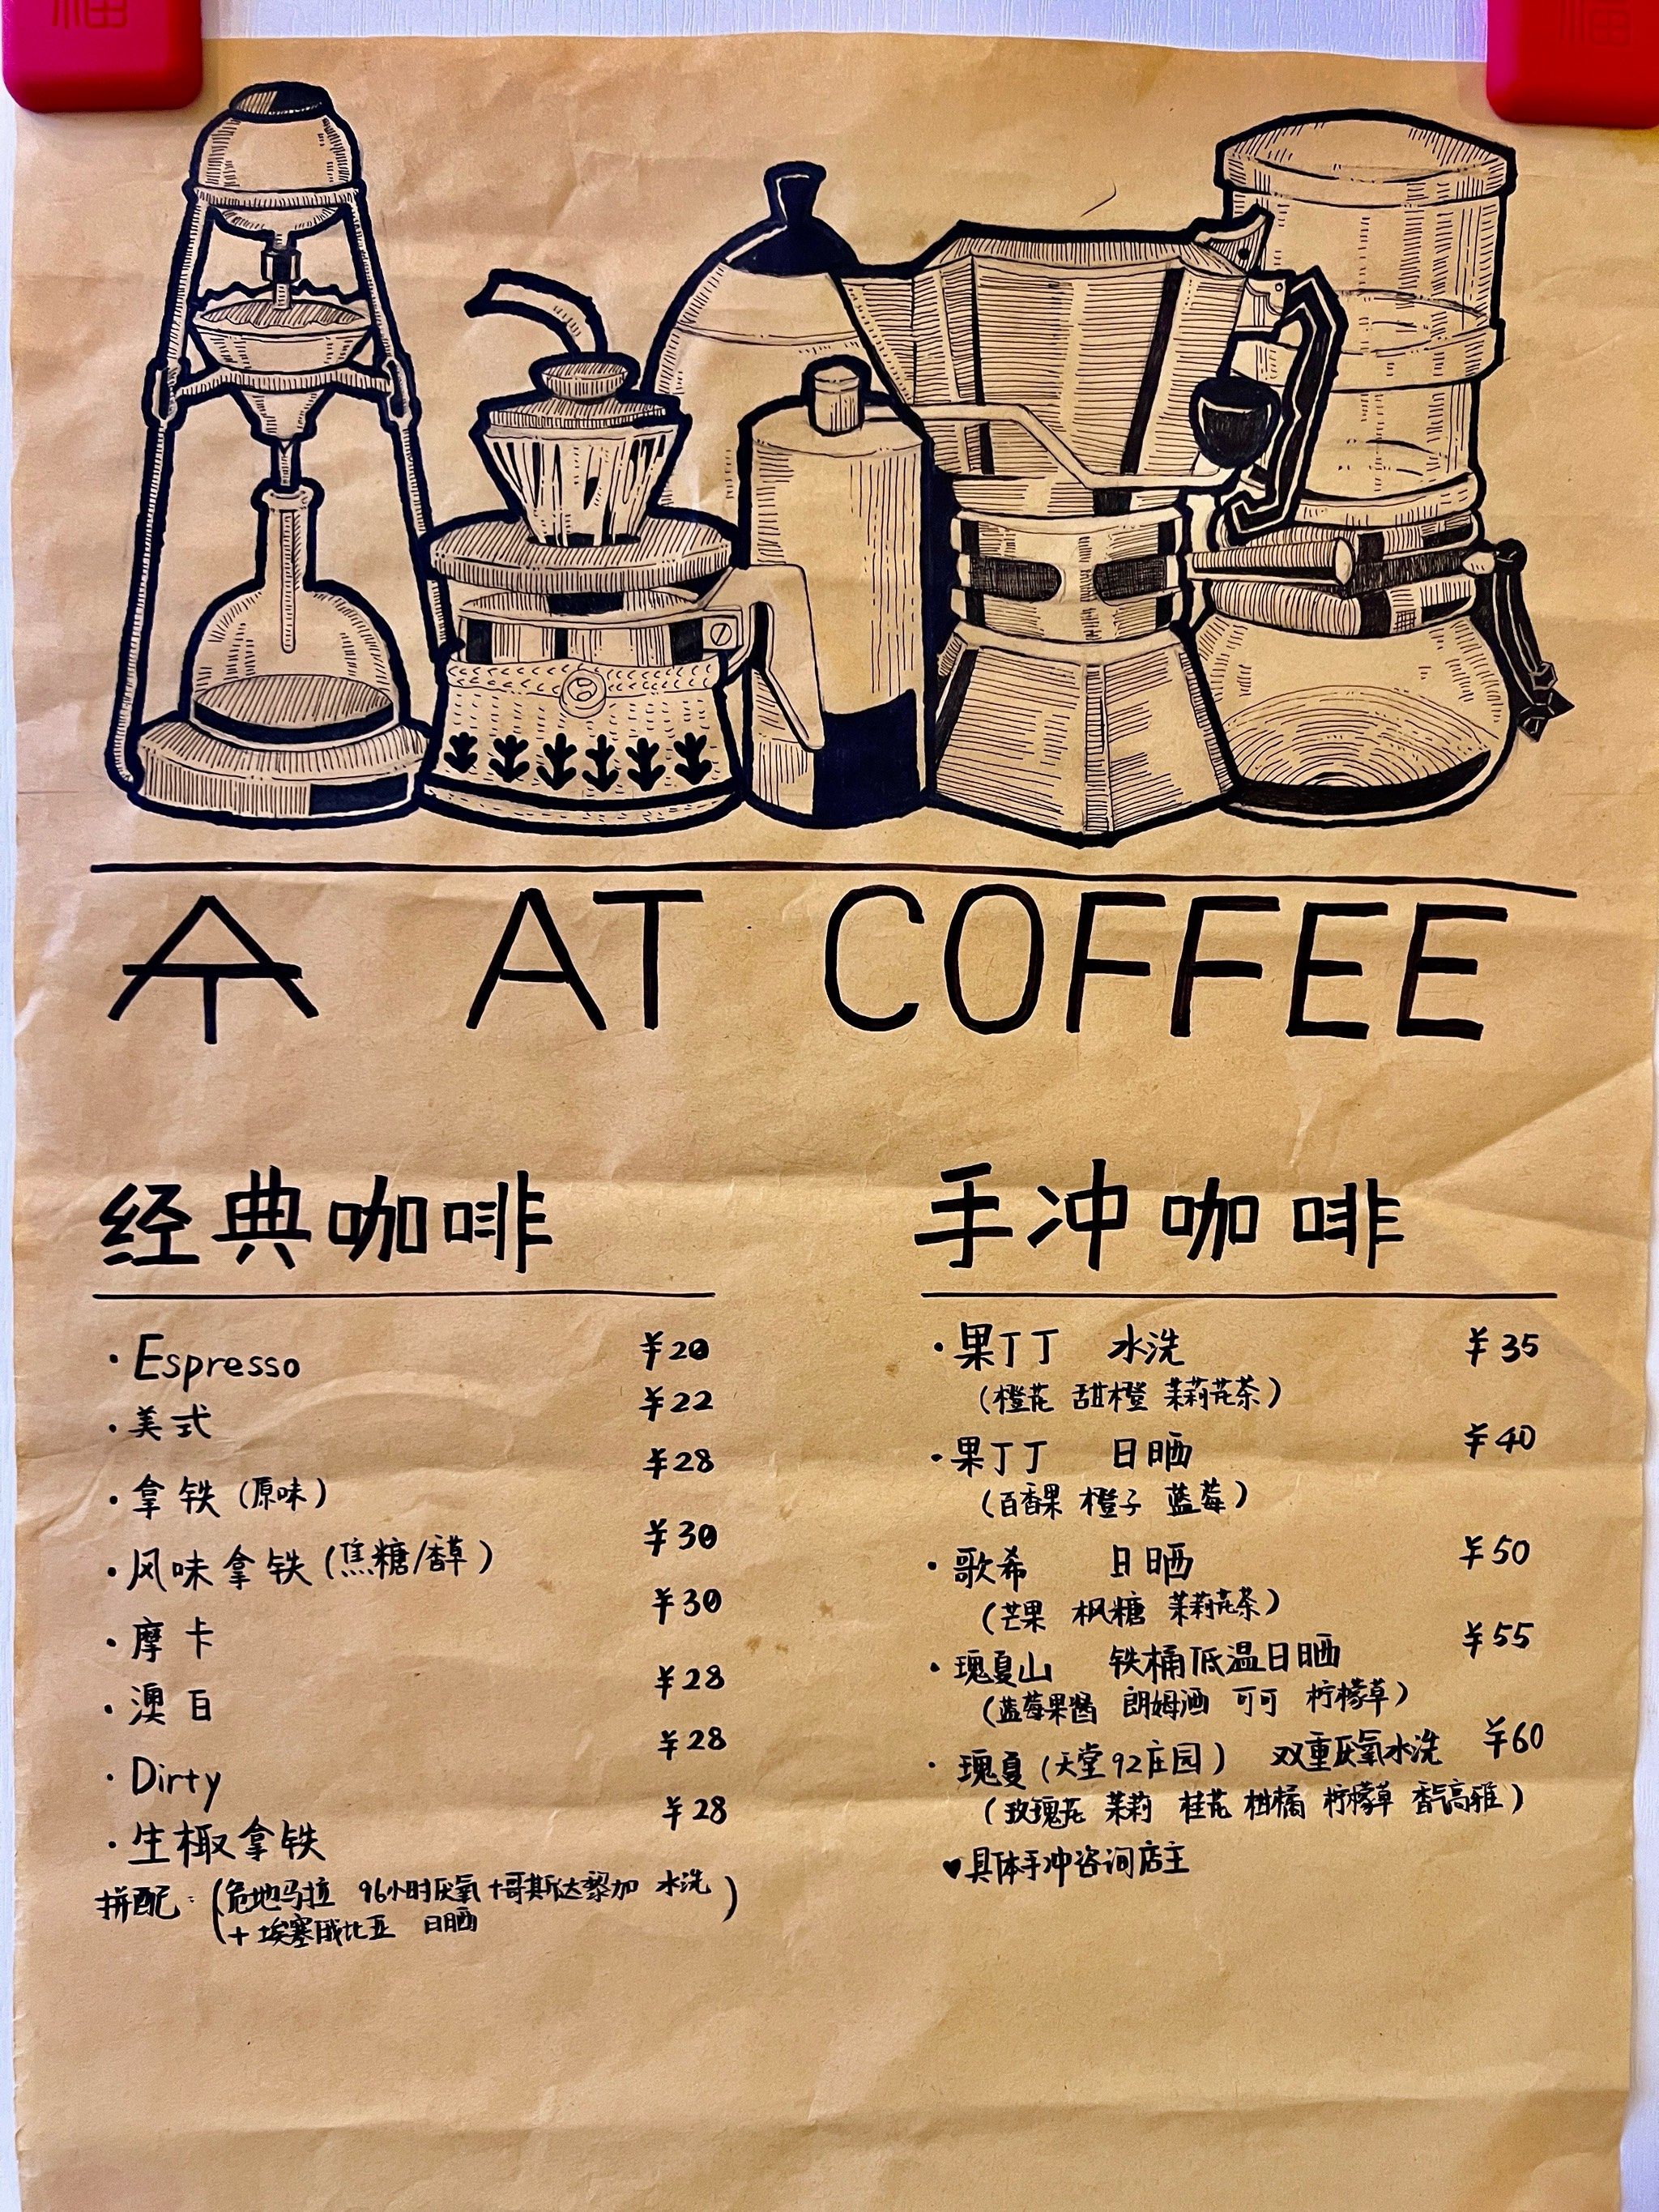 福
福
AT COFFEE
经典咖啡
· Espresso ¥20
· 美式 ¥22
· 拿铁(原味) ¥28
· 风味拿铁(焦糖/香草) ¥30
· 摩卡 ¥30
· 澳白 ¥28
· Dirty ¥28
· 生椰拿铁 ¥28
拼配:(危地马拉 96小时厌氧+哥斯达黎加 水洗
+埃塞俄比亚 日晒)
手冲咖啡
· 果丁丁 水洗 ¥35
(橙花 甜橙 茉莉花茶)
· 果丁丁 日晒 ¥40
(百香果 橙子 蓝莓)
· 歌希 日晒 ¥50
(芒果 枫糖 茉莉花茶)
· 瑰夏山 铁桶低温日晒 ¥55
(蓝莓果酱 朗姆酒 可可 柠檬草)
· 瑰夏(天堂92庄园) 双重厌氧水洗 ¥60
(玫瑰花 茉莉 桂花 柑橘 柠檬草 香气高雅)
♥具体手冲咨询店主